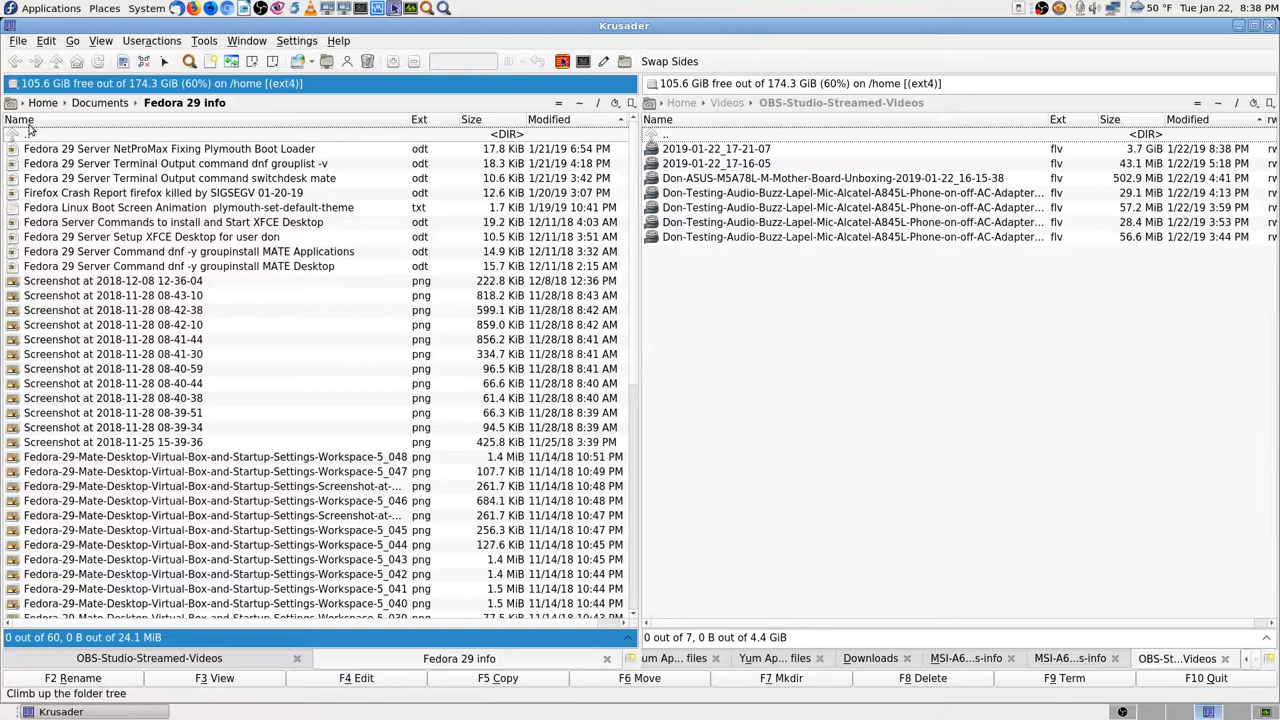 Applications Places System 50 °F Tue Jan 22, 8:38 PM
Krusader
File Edit Go View Useractions Tools Window Settings Help
Swap Sides
105.6 GiB free out of 174.3 GiB (60%) on /home [(ext4)]
105.6 GiB free out of 174.3 GiB (60%) on /home [(ext4)]
Home Documents Fedora 29 info = ~ /
Home Videos OBS-Studio-Streamed-Videos = ~ /
Name Ext Size Modified
.. <DIR>
Fedora 29 Server NetProMax Fixing Plymouth Boot Loader odt 17.8 KiB 1/21/19 6:54 PM
Fedora 29 Server Terminal Output command dnf grouplist -v odt 18.3 KiB 1/21/19 4:18 PM
Fedora 29 Server Terminal Output command switchdesk mate odt 10.6 KiB 1/21/19 3:42 PM
Firefox Crash Report firefox killed by SIGSEGV 01-20-19 odt 12.6 KiB 1/20/19 3:07 PM
Fedora Linux Boot Screen Animation plymouth-set-default-theme txt 1.7 KiB 1/19/19 10:41 PM
Fedora Server Commands to install and Start XFCE Desktop odt 19.2 KiB 12/11/18 4:03 AM
Fedora 29 Server Setup XFCE Desktop for user don odt 10.5 KiB 12/11/18 3:51 AM
Fedora 29 Server Command dnf -y groupinstall MATE Applications odt 14.9 KiB 12/11/18 3:32 AM
Fedora 29 Server Command dnf -y groupinstall MATE Desktop odt 15.7 KiB 12/11/18 2:15 AM
Screenshot at 2018-12-08 12-36-04 png 222.8 KiB 12/8/18 12:36 PM
Screenshot at 2018-11-28 08-43-10 png 818.2 KiB 11/28/18 8:43 AM
Screenshot at 2018-11-28 08-42-38 png 599.1 KiB 11/28/18 8:42 AM
Screenshot at 2018-11-28 08-42-10 png 859.0 KiB 11/28/18 8:42 AM
Screenshot at 2018-11-28 08-41-44 png 856.2 KiB 11/28/18 8:41 AM
Screenshot at 2018-11-28 08-41-30 png 334.7 KiB 11/28/18 8:41 AM
Screenshot at 2018-11-28 08-40-59 png 96.5 KiB 11/28/18 8:41 AM
Screenshot at 2018-11-28 08-40-44 png 66.6 KiB 11/28/18 8:40 AM
Screenshot at 2018-11-28 08-40-38 png 61.4 KiB 11/28/18 8:40 AM
Screenshot at 2018-11-28 08-39-51 png 66.3 KiB 11/28/18 8:39 AM
Screenshot at 2018-11-28 08-39-34 png 94.5 KiB 11/28/18 8:39 AM
Screenshot at 2018-11-25 15-39-36 png 425.8 KiB 11/25/18 3:39 PM
Fedora-29-Mate-Desktop-Virtual-Box-and-Startup-Settings-Workspace-5_048 png 1.4 MiB 11/14/18 10:51 PM
Fedora-29-Mate-Desktop-Virtual-Box-and-Startup-Settings-Workspace-5_047 png 107.7 KiB 11/14/18 10:49 PM
Fedora-29-Mate-Desktop-Virtual-Box-and-Startup-Settings-Screenshot-at-... png 261.7 KiB 11/14/18 10:48 PM
Fedora-29-Mate-Desktop-Virtual-Box-and-Startup-Settings-Workspace-5_046 png 684.1 KiB 11/14/18 10:47 PM
Fedora-29-Mate-Desktop-Virtual-Box-and-Startup-Settings-Screenshot-at-... png 261.7 KiB 11/14/18 10:47 PM
Fedora-29-Mate-Desktop-Virtual-Box-and-Startup-Settings-Workspace-5_045 png 256.3 KiB 11/14/18 10:47 PM
Fedora-29-Mate-Desktop-Virtual-Box-and-Startup-Settings-Workspace-5_044 png 127.6 KiB 11/14/18 10:45 PM
Fedora-29-Mate-Desktop-Virtual-Box-and-Startup-Settings-Workspace-5_043 png 1.4 MiB 11/14/18 10:45 PM
Fedora-29-Mate-Desktop-Virtual-Box-and-Startup-Settings-Workspace-5_042 png 1.4 MiB 11/14/18 10:44 PM
Fedora-29-Mate-Desktop-Virtual-Box-and-Startup-Settings-Workspace-5_041 png 1.5 MiB 11/14/18 10:44 PM
Fedora-29-Mate-Desktop-Virtual-Box-and-Startup-Settings-Workspace-5_040 png 1.5 MiB 11/14/18 10:44 PM
Name Ext Size Modified rw
.. <DIR>
2019-01-22_17-21-07 flv 3.7 GiB 1/22/19 8:38 PM rw
2019-01-22_17-16-05 flv 43.1 MiB 1/22/19 5:18 PM rw
Don-ASUS-M5A78L-M-Mother-Board-Unboxing-2019-01-22_16-15-38 flv 502.9 MiB 1/22/19 4:41 PM rw
Don-Testing-Audio-Buzz-Lapel-Mic-Alcatel-A845L-Phone-on-off-AC-Adapter... flv 29.1 MiB 1/22/19 4:13 PM rw
Don-Testing-Audio-Buzz-Lapel-Mic-Alcatel-A845L-Phone-on-off-AC-Adapter... flv 57.2 MiB 1/22/19 3:59 PM rw
Don-Testing-Audio-Buzz-Lapel-Mic-Alcatel-A845L-Phone-on-off-AC-Adapter... flv 28.4 MiB 1/22/19 3:53 PM rw
Don-Testing-Audio-Buzz-Lapel-Mic-Alcatel-A845L-Phone-on-off-AC-Adapter... flv 56.6 MiB 1/22/19 3:44 PM rw
0 out of 60, 0 B out of 24.1 MiB
0 out of 7, 0 B out of 4.4 GiB
OBS-Studio-Streamed-Videos Fedora 29 info
um Ap... files Yum Ap... files Downloads MSI-A6...s-info MSI-A6...s-info OBS-St...Videos
F2 Rename F3 View F4 Edit F5 Copy F6 Move F7 Mkdir F8 Delete F9 Term F10 Quit
Climb up the folder tree
Krusader